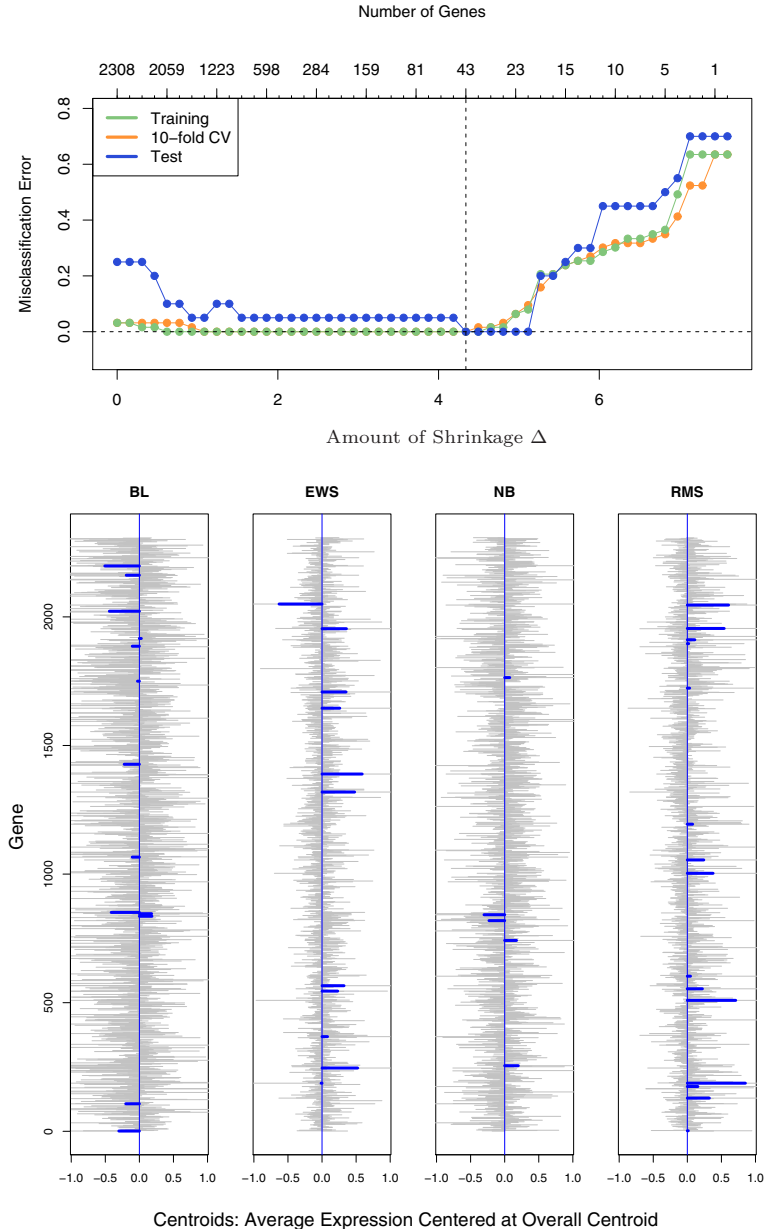 Number of Genes
2308 2059 1223 598 284 159 81 43 23 15 10 5 1
Misclassification Error
0.0 0.2 0.4 0.6 0.8
Training
10−fold CV
Test
0 2 4 6
Amount of Shrinkage Δ
BL EWS NB RMS
Gene
0 500 1000 1500 2000
−1.0 −0.5 0.0 0.5 1.0 −1.0 −0.5 0.0 0.5 1.0 −1.0 −0.5 0.0 0.5 1.0 −1.0 −0.5 0.0 0.5 1.0
Centroids: Average Expression Centered at Overall Centroid